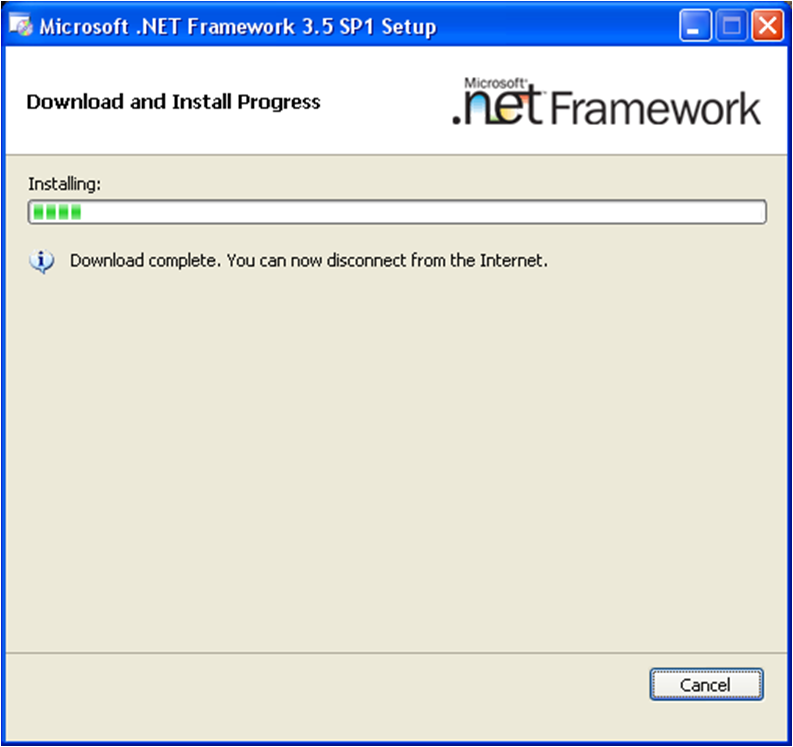 Microsoft .NET Framework 3.5 SP1 Setup
Download and Install Progress
Microsoft
.net Framework
Installing:
Download complete. You can now disconnect from the Internet.
Cancel